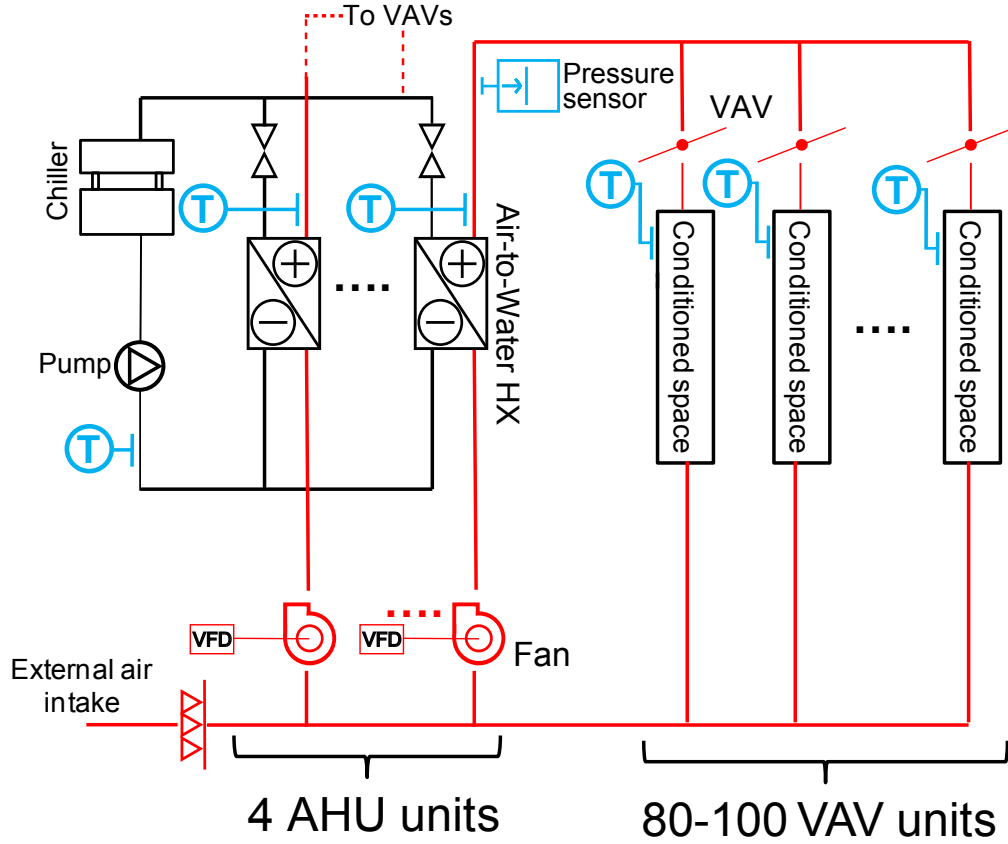 To VAVs
Pressure
sensor
VAV
Chiller
T
T
T
T
T
Air-to-Water HX
Conditioned space
Conditioned space
Conditioned space
Pump
T
VFD
VFD
Fan
External air
intake
4 AHU units
80-100 VAV units